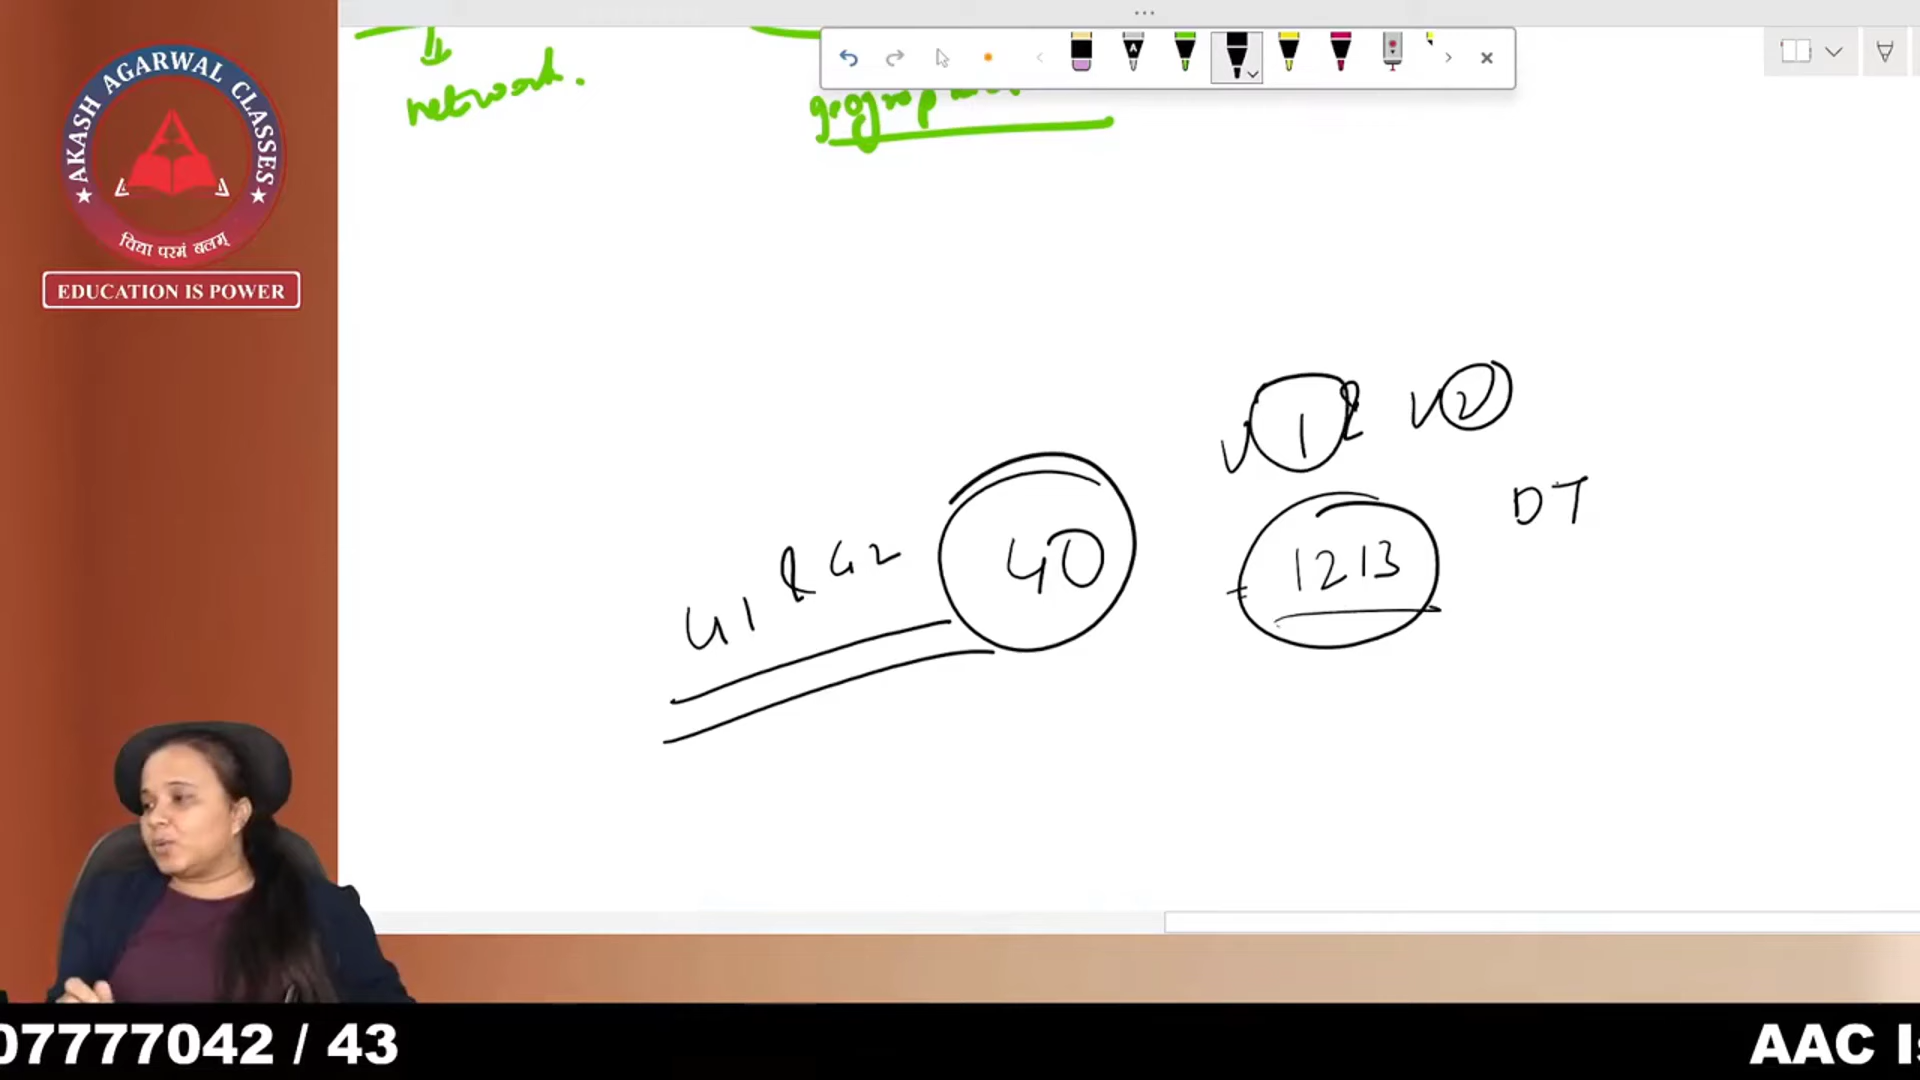 AKASH AGARWAL CLASSES
विद्या परमं बलम्
EDUCATION IS POWER
network.
V1 & V2
DT
G1 & G2
40
= 1213
07777042 / 43
AAC Is